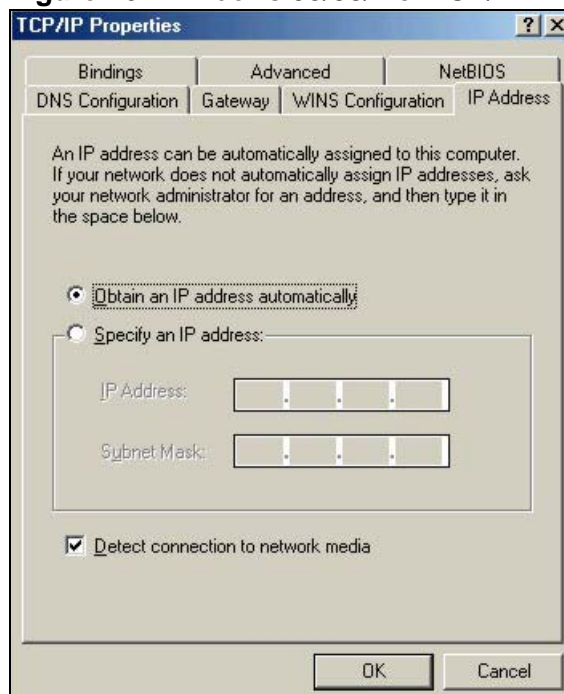 TCP/IP Properties
Bindings
Advanced
NetBIOS
DNS Configuration
Gateway
WINS Configuration
IP Address
An IP address can be automatically assigned to this computer.
If your network does not automatically assign IP addresses, ask
your network administrator for an address, and then type it in
the space below.
Obtain an IP address automatically
Specify an IP address:
IP Address:
Subnet Mask:
Detect connection to network media
OK
Cancel